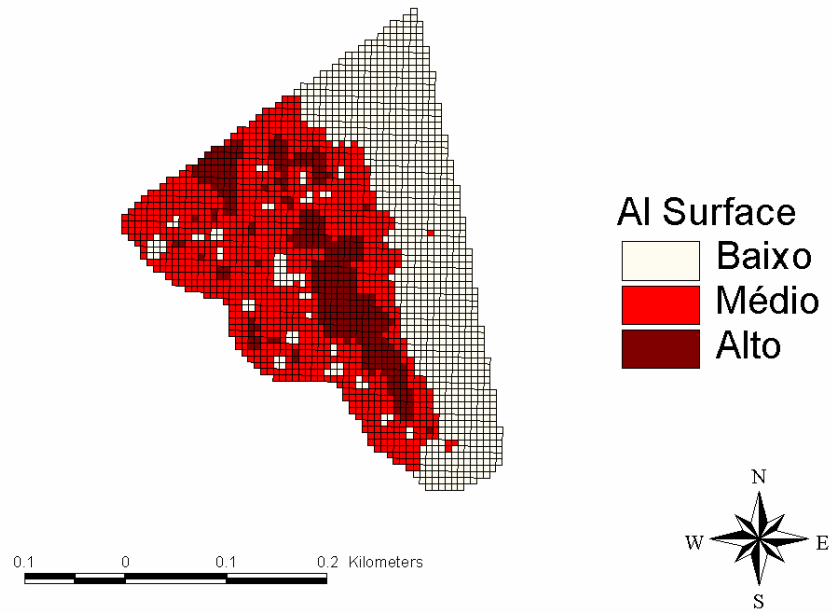 Al Surface
Baixo
Médio
Alto
N
W E
S
0.1 0 0.1 0.2 Kilometers